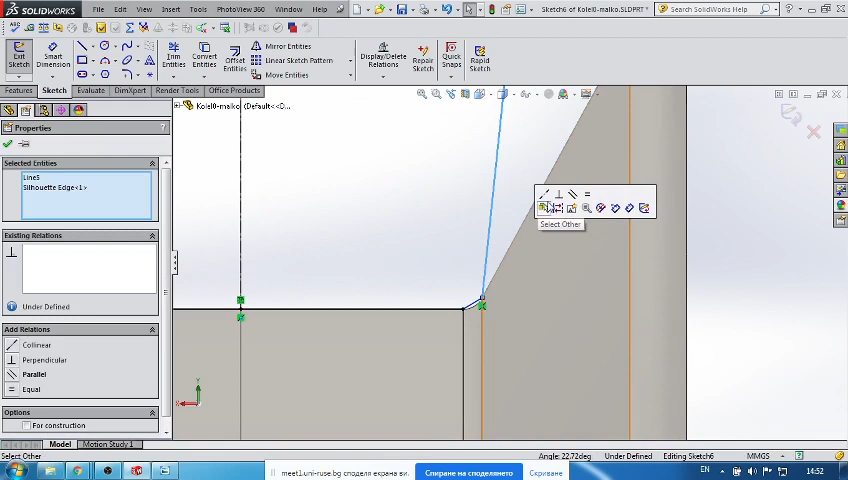 SOLIDWORKS File Edit View Insert Tools PhotoView 360 Window Help Sketch6 of Kolel0-malko.SLDPRT *
Exit Sketch Smart Dimension Trim Entities Convert Entities Offset Entities Mirror Entities Linear Sketch Pattern Move Entities Display/Delete Relations Repair Sketch Quick Snaps Rapid Sketch
Features Sketch Evaluate DimXpert Render Tools Office Products
Kolel0-malko (Default<<D...
Properties
Selected Entities
Line5
Silhouette Edge<1>
Select Other
Existing Relations
Under Defined
Add Relations
Collinear
Perpendicular
Parallel
Equal
Options
For construction
Y
X
Model Motion Study 1
Select Other Angle: 22.72deg Under Defined Editing Sketch6 MMGS
meet1.uni-ruse.bg споделя екрана ви. Спиране на споделянето Скриване EN 14:52